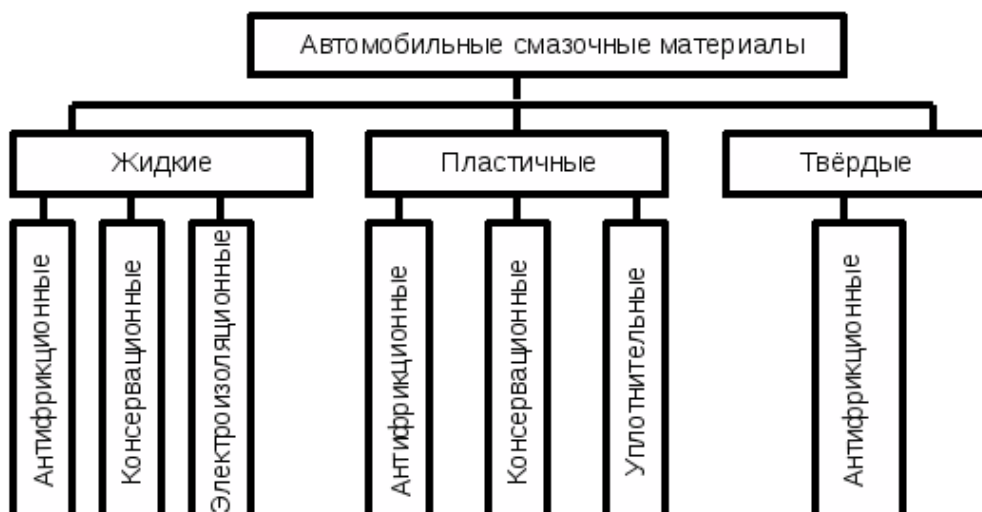 Автомобильные смазочные материалы
Жидкие
Пластичные
Твёрдые
Антифрикционные
Консервационные
Электроизоляционные
Антифрикционные
Консервационные
Уплотнительные
Антифрикционные